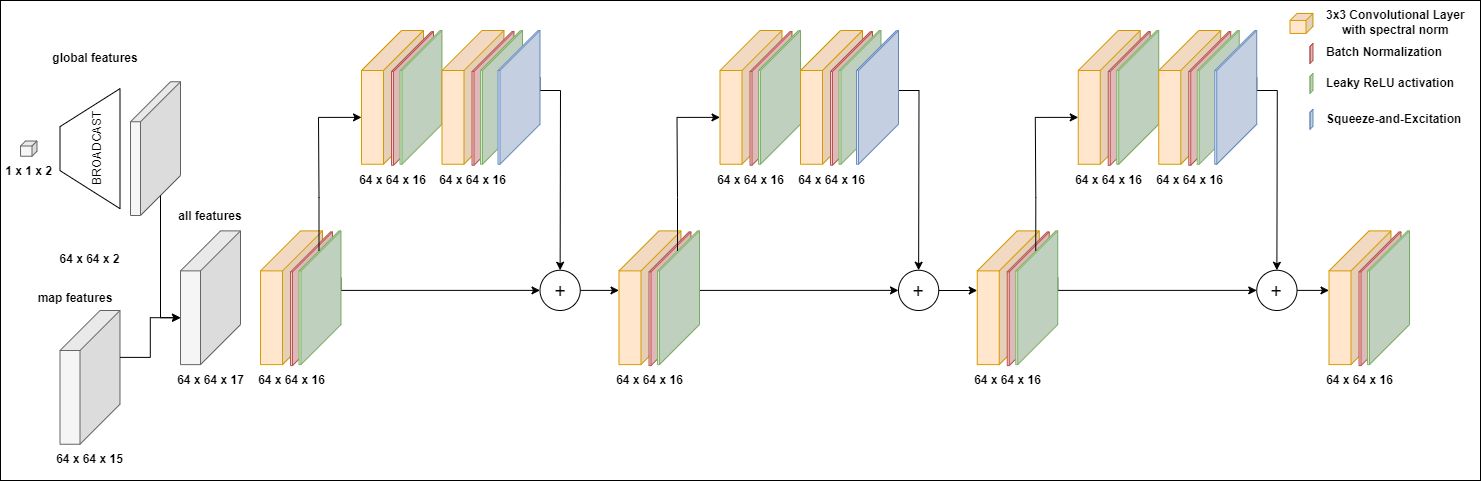 3x3 Convolutional Layer
with spectral norm
Batch Normalization
Leaky ReLU activation
Squeeze-and-Excitation
global features
BROADCAST
1 x 1 x 2
64 x 64 x 2
map features
64 x 64 x 15
all features
64 x 64 x 17
64 x 64 x 16
64 x 64 x 16
64 x 64 x 16
+
64 x 64 x 16
64 x 64 x 16
64 x 64 x 16
+
64 x 64 x 16
64 x 64 x 16
64 x 64 x 16
+
64 x 64 x 16